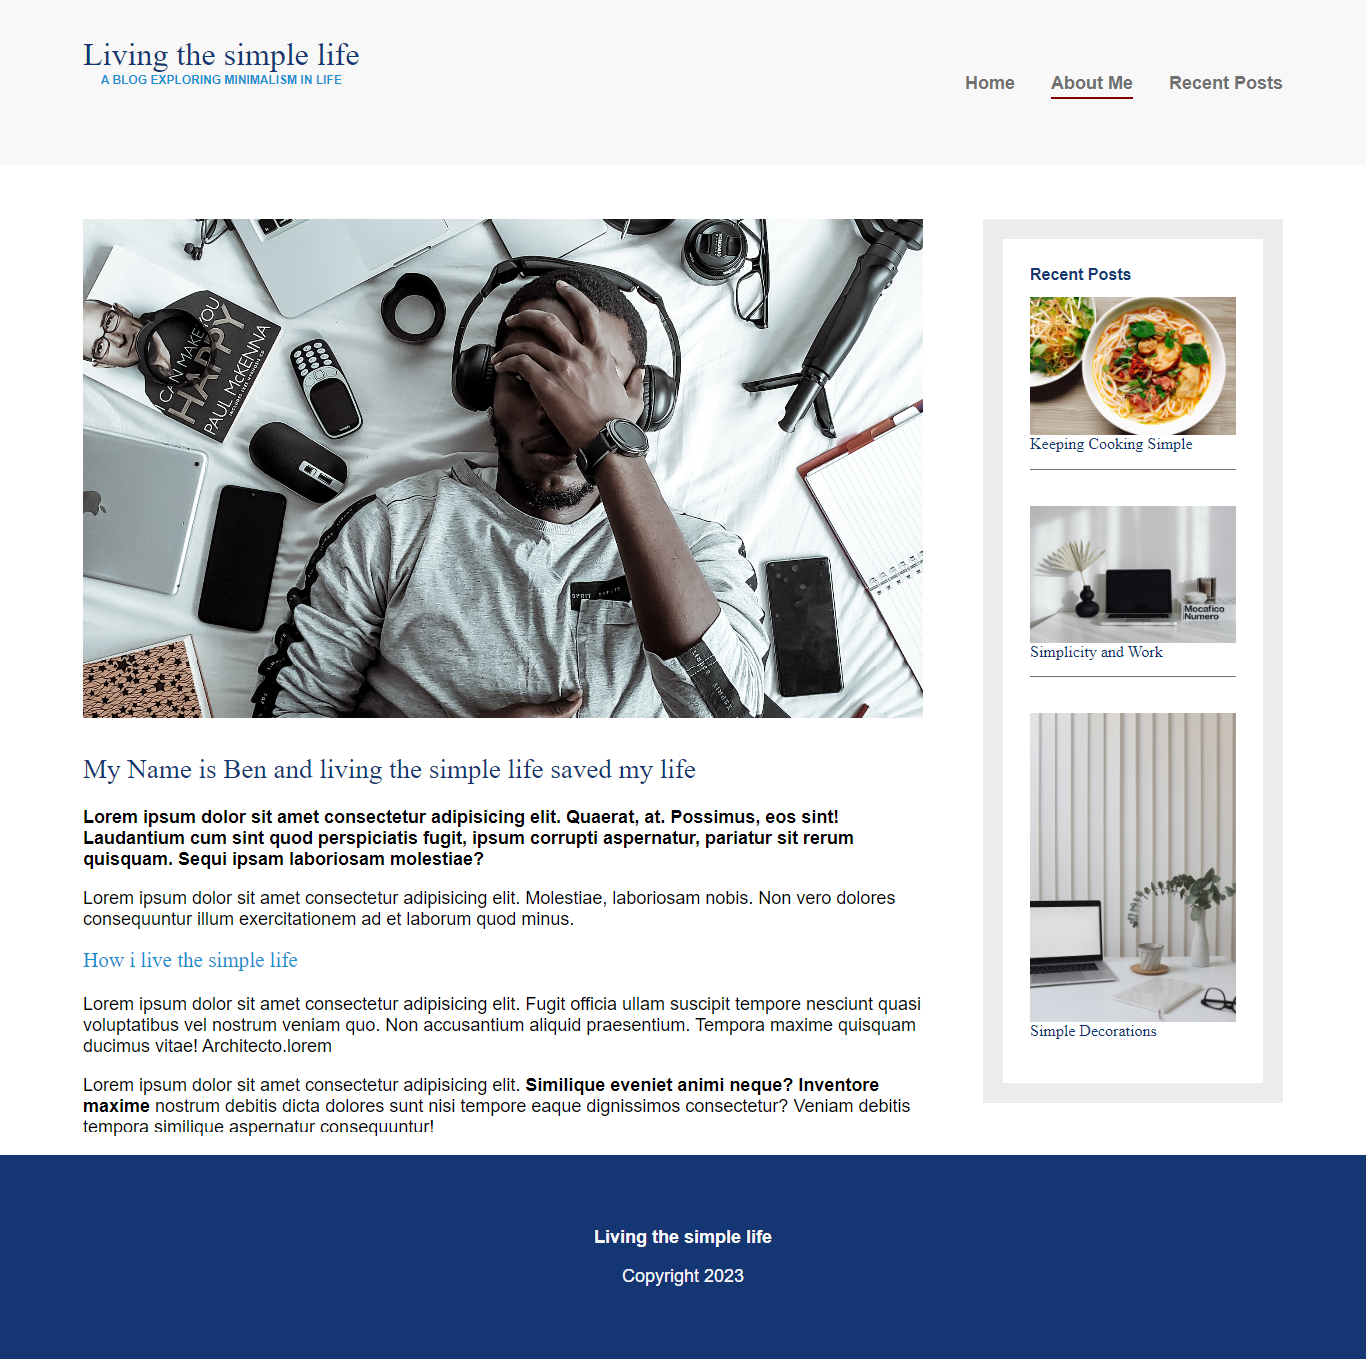 Living the simple life
A BLOG EXPLORING MINIMALISM IN LIFE
Home About Me Recent Posts
I CAN MAKE YOU
HAPPY
PAUL McKENNA
Recent Posts
Keeping Cooking Simple
Mocafico
Numero
Simplicity and Work
Simple Decorations
My Name is Ben and living the simple life saved my life
Lorem ipsum dolor sit amet consectetur adipisicing elit. Quaerat, at. Possimus, eos sint!
Laudantium cum sint quod perspiciatis fugit, ipsum corrupti aspernatur, pariatur sit rerum
quisquam. Sequi ipsam laboriosam molestiae?
Lorem ipsum dolor sit amet consectetur adipisicing elit. Molestiae, laboriosam nobis. Non vero dolores
consequuntur illum exercitationem ad et laborum quod minus.
How i live the simple life
Lorem ipsum dolor sit amet consectetur adipisicing elit. Fugit officia ullam suscipit tempore nesciunt quasi
voluptatibus vel nostrum veniam quo. Non accusantium aliquid praesentium. Tempora maxime quisquam
ducimus vitae! Architecto.lorem
Lorem ipsum dolor sit amet consectetur adipisicing elit. Similique eveniet animi neque? Inventore
maxime nostrum debitis dicta dolores sunt nisi tempore eaque dignissimos consectetur? Veniam debitis
tempora similique aspernatur consequuntur!
Living the simple life
Copyright 2023